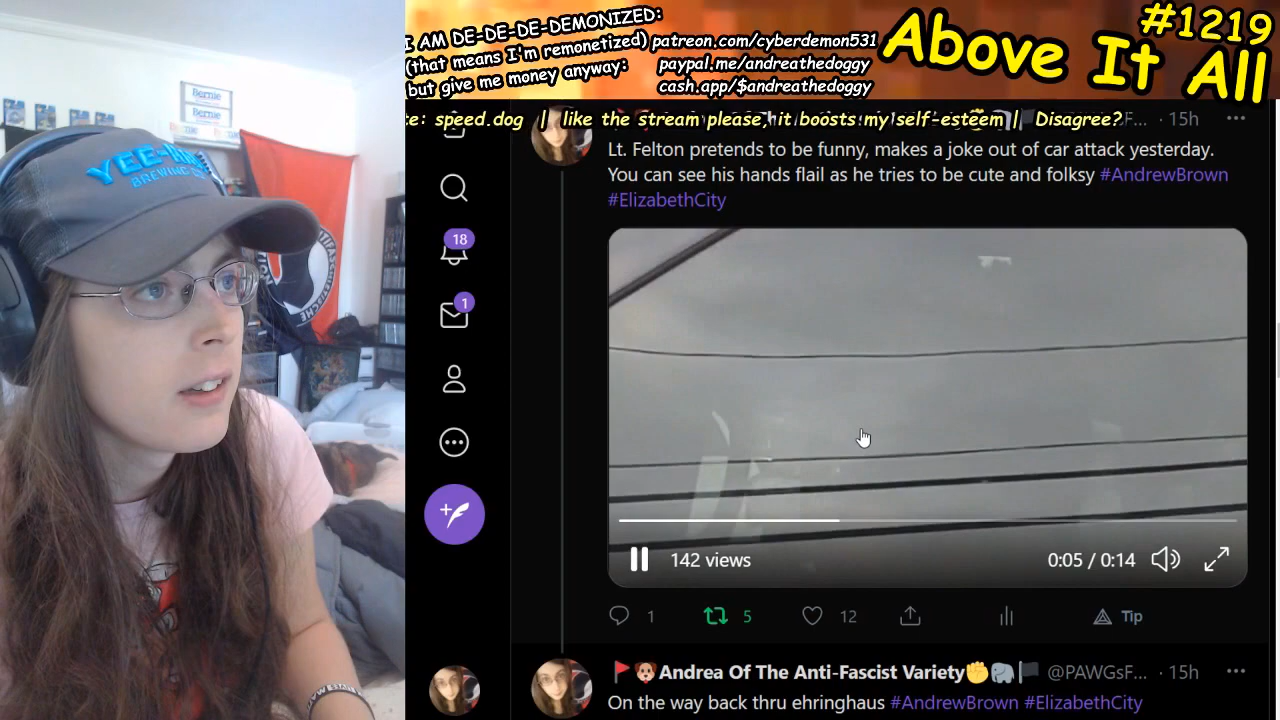 I AM DE-DE-DE-DEMONIZED:
(that means I'm remonetized)
but give me money anyway:
patreon.com/cyberdemon531
paypal.me/andreathedoggy
cash.app/$andreathedoggy
Above It All
#1219
e: speed.dog | like the stream please, it boosts my self-esteem | Disagree?
15h
Lt. Felton pretends to be funny, makes a joke out of car attack yesterday.
You can see his hands flail as he tries to be cute and folksy #AndrewBrown
#ElizabethCity
18
1
142 views
0:05 / 0:14
1
5
12
Tip
Andrea Of The Anti-Fascist Variety @PAWGsF... · 15h
On the way back thru ehringhaus #AndrewBrown #ElizabethCity
Bernie
Bernie
YEE-HAW
BREWING CO